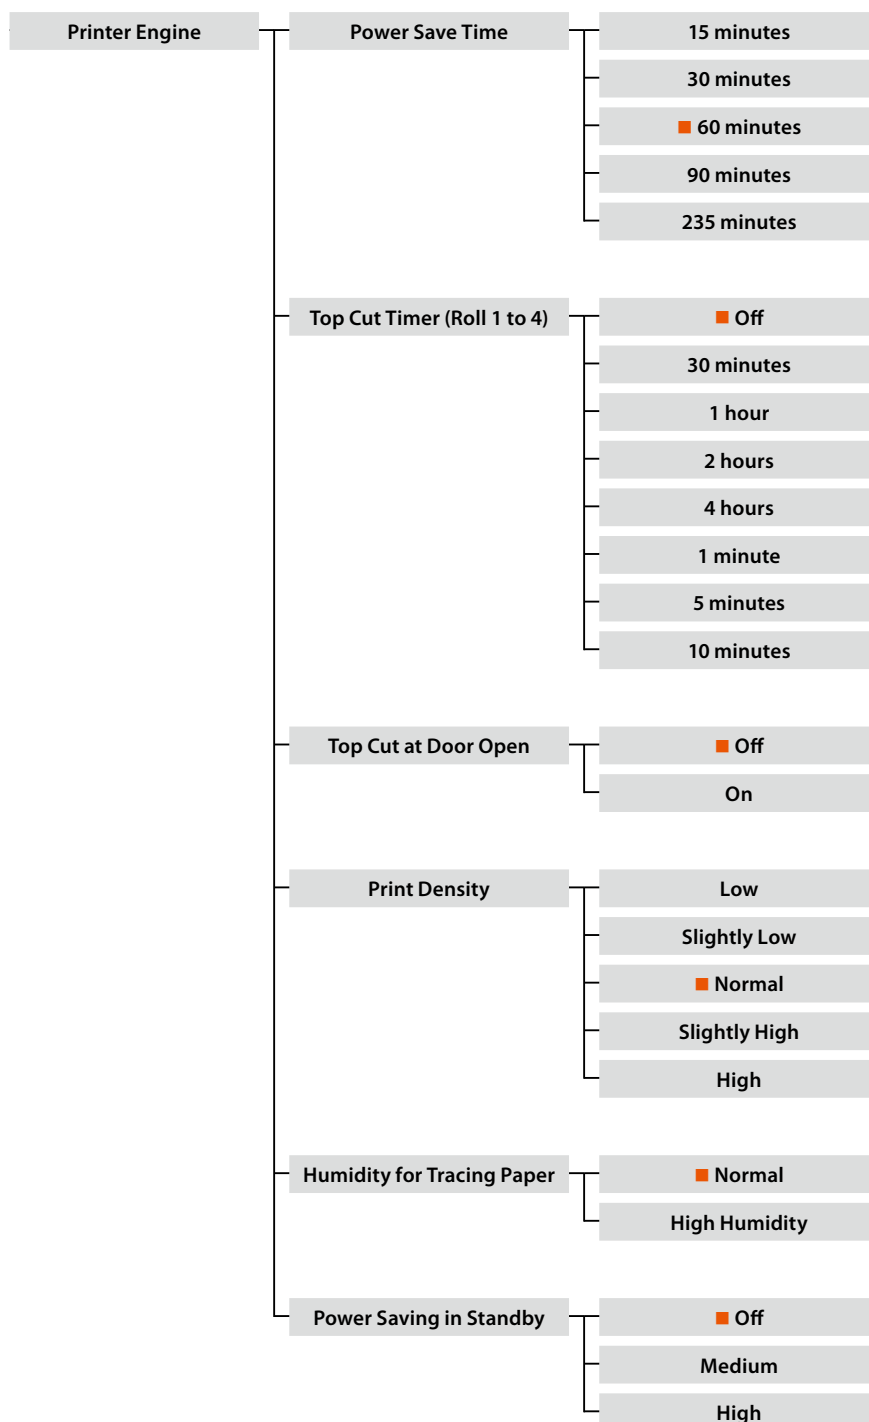 Printer Engine
Power Save Time
15 minutes
30 minutes
60 minutes
90 minutes
235 minutes
Top Cut Timer (Roll 1 to 4)
Off
30 minutes
1 hour
2 hours
4 hours
1 minute
5 minutes
10 minutes
Top Cut at Door Open
Off
On
Print Density
Low
Slightly Low
Normal
Slightly High
High
Humidity for Tracing Paper
Normal
High Humidity
Power Saving in Standby
Off
Medium
High